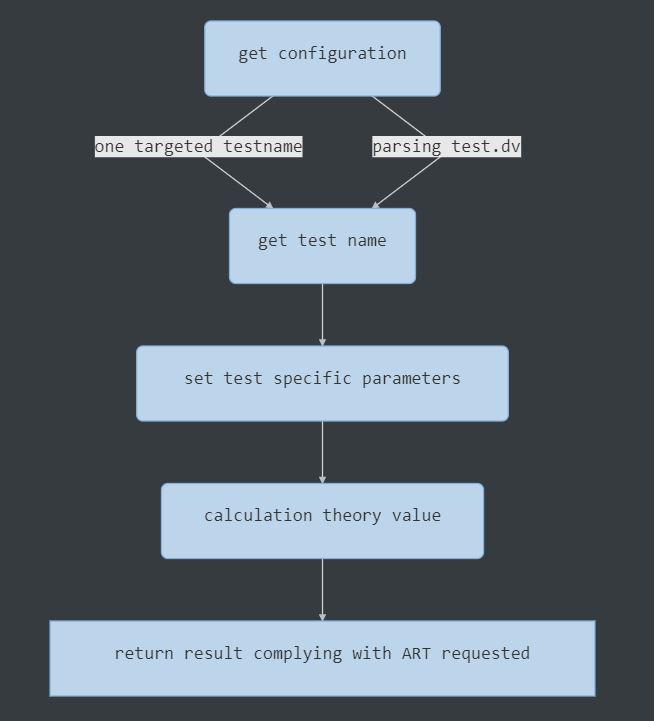 get configuration
one targeted testname
parsing test.dv
get test name
set test specific parameters
calculation theory value
return result complying with ART requested